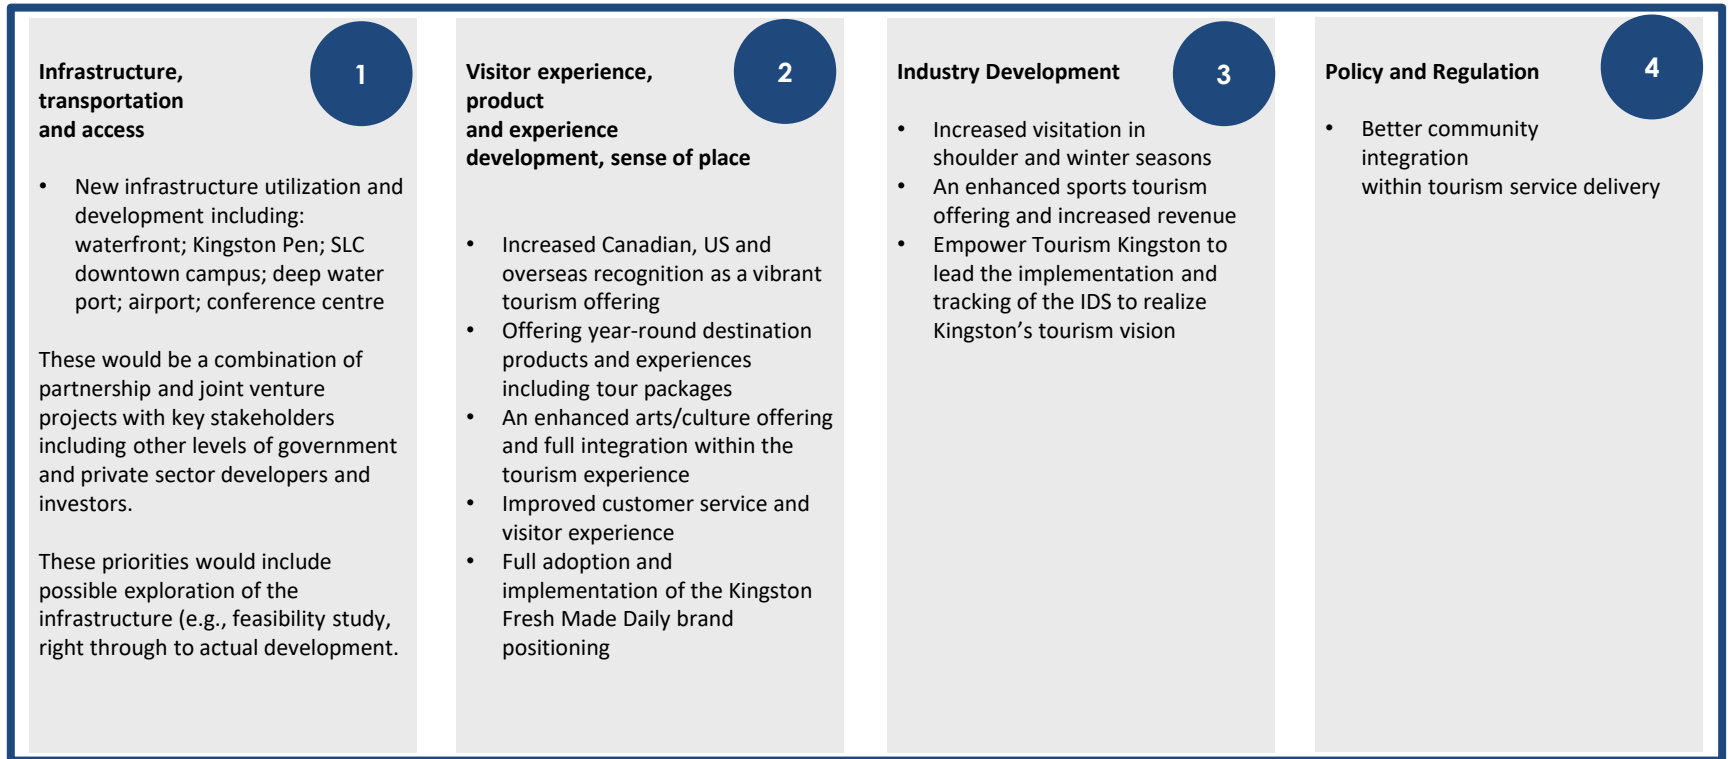 1
Infrastructure,
transportation
and access
• New infrastructure utilization and
development including:
waterfront; Kingston Pen; SLC
downtown campus; deep water
port; airport; conference centre
These would be a combination of
partnership and joint venture
projects with key stakeholders
including other levels of government
and private sector developers and
investors.
These priorities would include
possible exploration of the
infrastructure (e.g., feasibility study,
right through to actual development.
2
Visitor experience,
product
and experience
development, sense of place
• Increased Canadian, US and
overseas recognition as a vibrant
tourism offering
• Offering year-round destination
products and experiences
including tour packages
• An enhanced arts/culture offering
and full integration within the
tourism experience
• Improved customer service and
visitor experience
• Full adoption and
implementation of the Kingston
Fresh Made Daily brand
positioning
3
Industry Development
• Increased visitation in
shoulder and winter seasons
• An enhanced sports tourism
offering and increased revenue
• Empower Tourism Kingston to
lead the implementation and
tracking of the IDS to realize
Kingston’s tourism vision
4
Policy and Regulation
• Better community
integration
within tourism service delivery